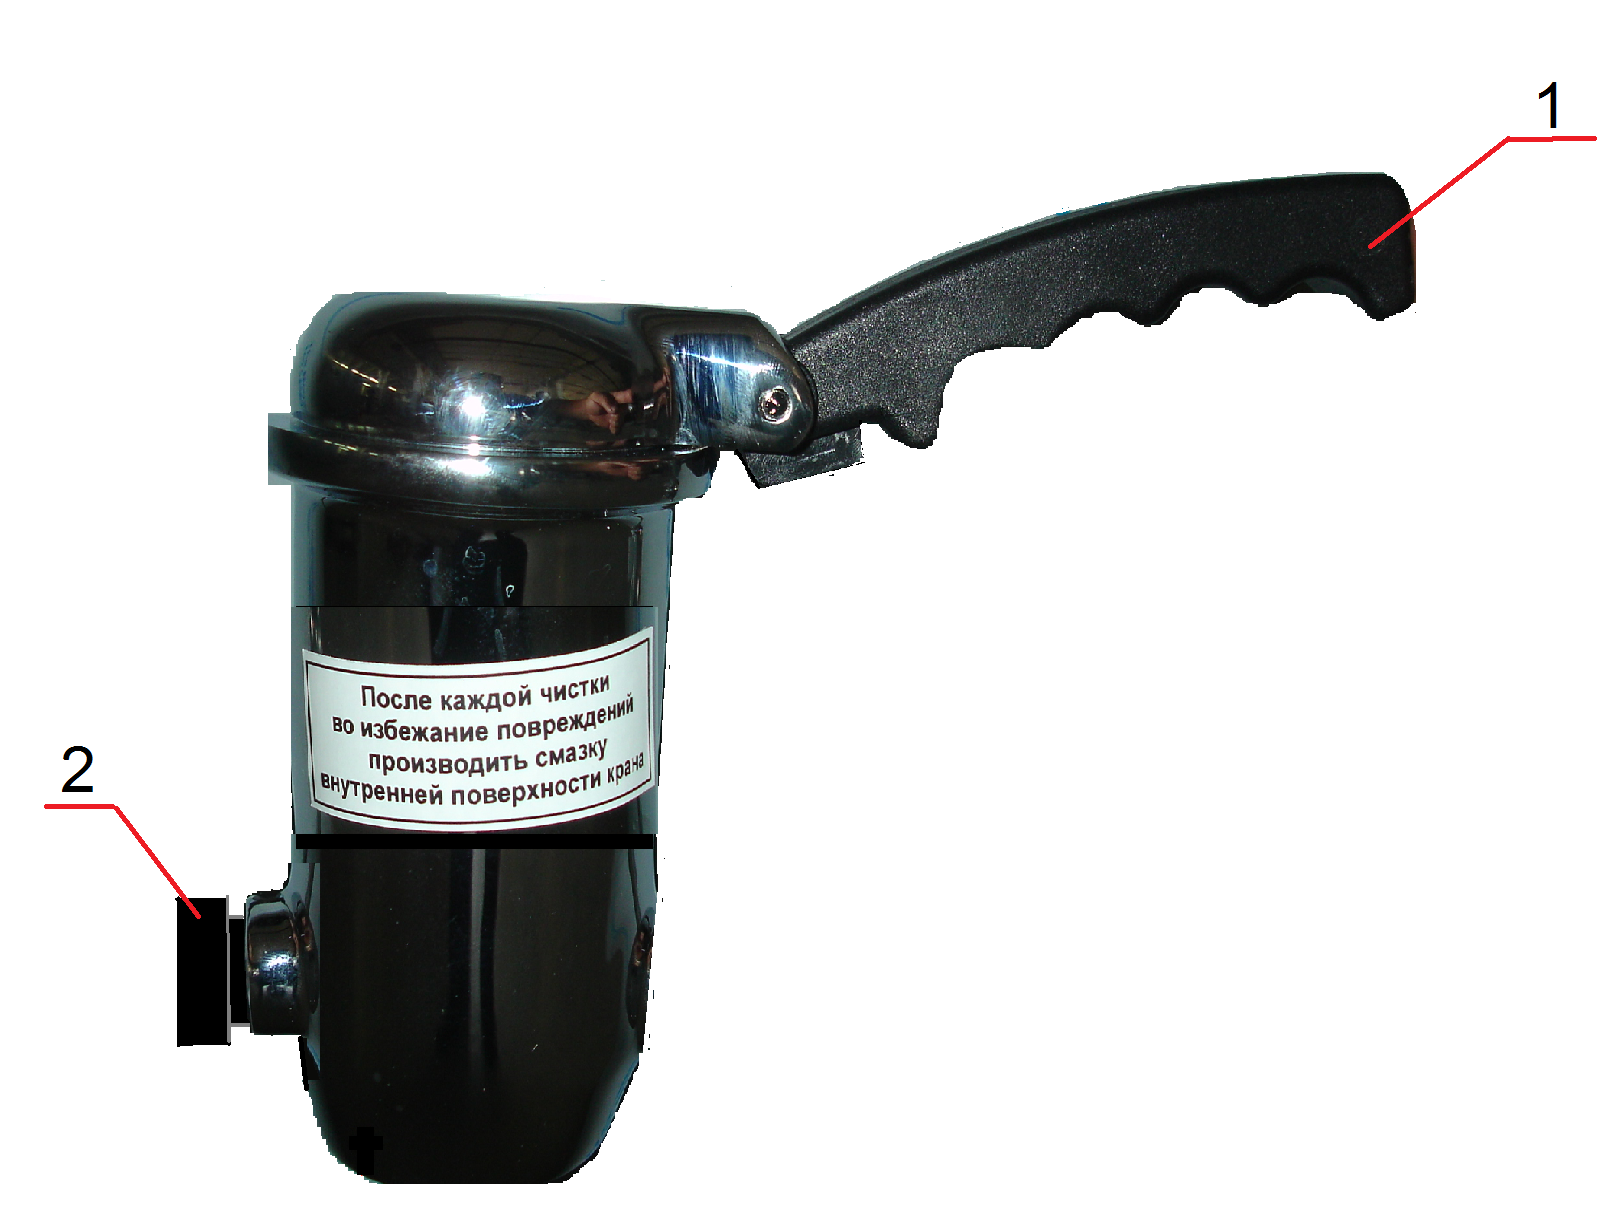 1
После каждой чистки
во избежание повреждений
производить смазку
внутренней поверхности крана
2